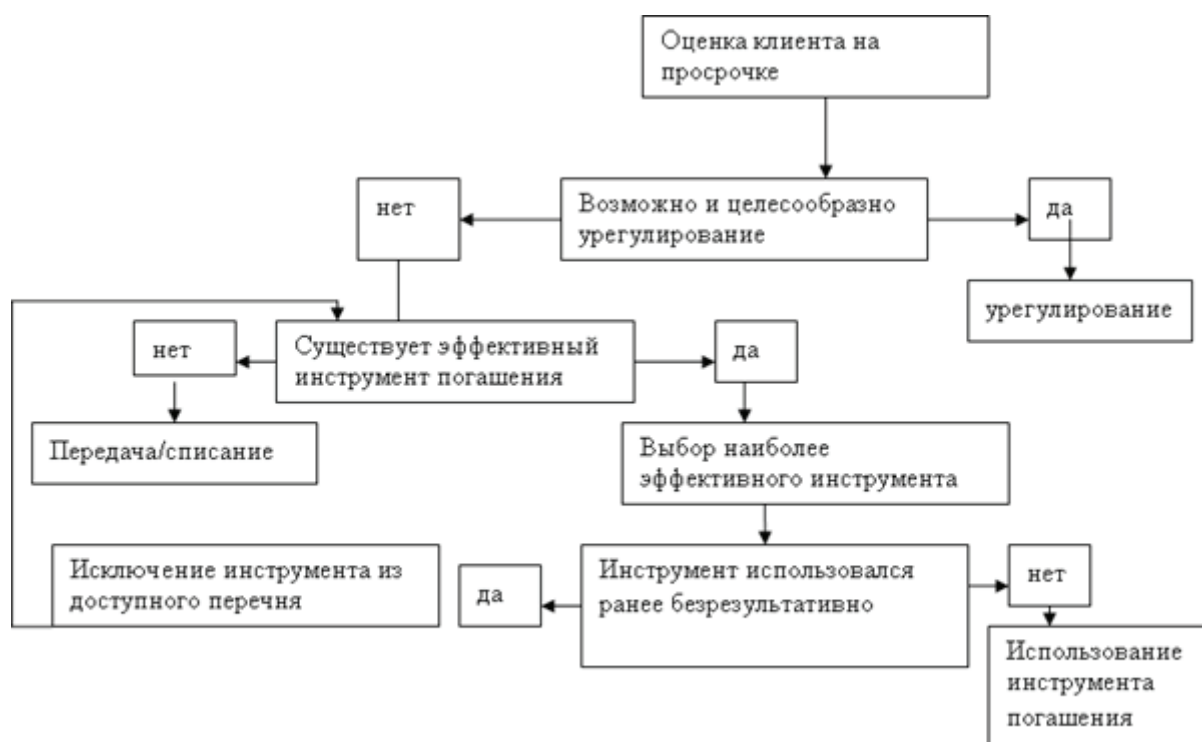 Оценка клиента на
просрочке
нет
Возможно и целесообразно
урегулирование
да
урегулирование
нет
Существует эффективный
инструмент погашения
да
Передача/списание
Выбор наиболее
эффективного инструмента
Исключение инструмента из
доступного перечня
да
Инструмент использовался
ранее безрезультативно
нет
Использование
инструмента
погашения